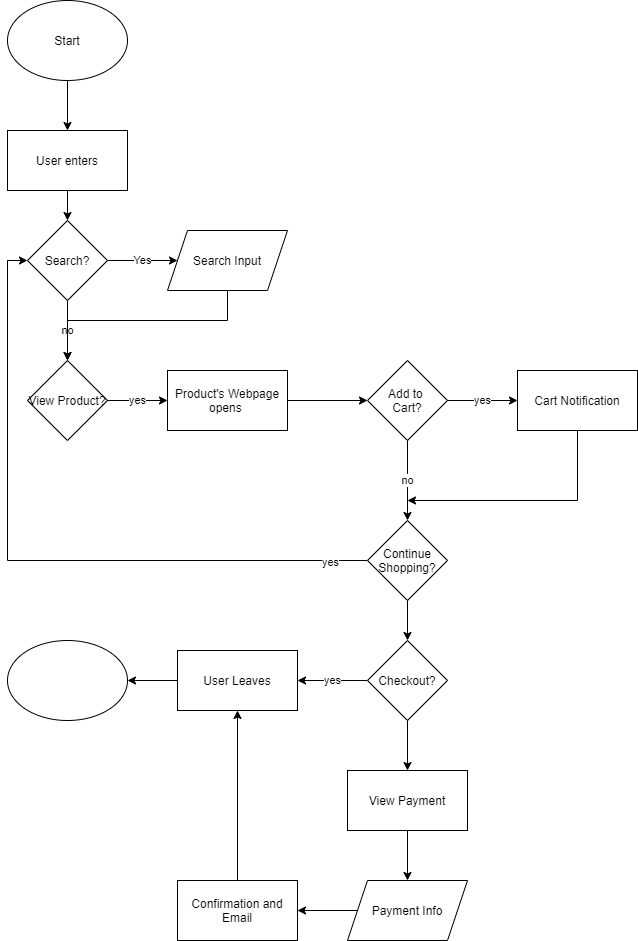 Start
User enters
Search?
Yes
Search Input
no
View Product?
yes
Product's Webpage
opens
Add to
Cart?
yes
Cart Notification
no
Continue
Shopping?
yes
User Leaves
yes
Checkout?
View Payment
Confirmation and
Email
Payment Info